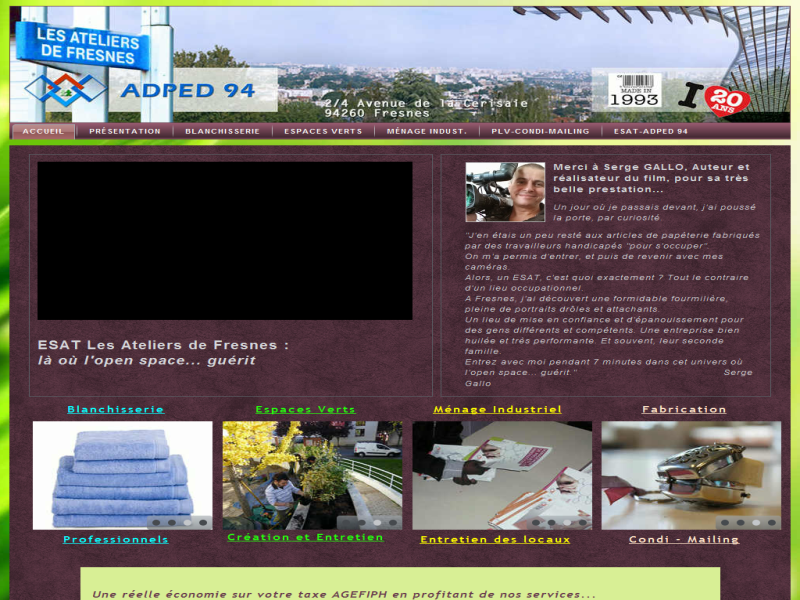 LES ATELIERS
DE FRESNES
ADPED 94
2/4 Avenue de la Cerisaie
94260 Fresnes
MADE IN
1993
I
20
ANS
ACCUEIL
PRÉSENTATION
BLANCHISSERIE
ESPACES VERTS
MÉNAGE INDUST.
PLV-CONDI-MAILING
ESAT-ADPED 94
ESAT Les Ateliers de Fresnes :
là où l'open space... guérit
Merci à Serge GALLO, Auteur et
réalisateur du film, pour sa très
belle prestation...
Un jour où je passais devant, j'ai poussé
la porte, par curiosité.
"J'en étais un peu resté aux articles de papéterie fabriqués
par des travailleurs handicapés "pour s'occuper".
On m'a permis d'entrer, et puis de revenir avec mes
caméras.
Alors, un ESAT, c'est quoi exactement ? Tout le contraire
d'un lieu occupationnel.
A Fresnes, j'ai découvert une formidable fourmilière,
pleine de portraits drôles et attachants.
Un lieu de mise en confiance et d'épanouissement pour
des gens différents et compétents. Une entreprise bien
huilée et très performante. Et souvent, leur seconde
famille.
Entrez avec moi pendant 7 minutes dans cet univers où
l'open space... guérit." Serge
Gallo
Blanchisserie
Espaces Verts
Ménage Industriel
Fabrication
Professionnels
Création et Entretien
Entretien des locaux
Condi - Mailing
Une réelle économie sur votre taxe AGEFIPH en profitant de nos services...